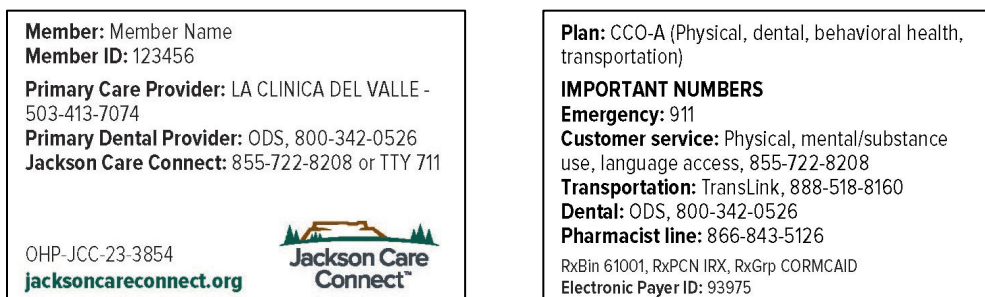 Member: Member Name
Member ID: 123456
Primary Care Provider: LA CLINICA DEL VALLE -
503-413-7074
Primary Dental Provider: ODS, 800-342-0526
Jackson Care Connect: 855-722-8208 or TTY 711
OHP-JCC-23-3854
jacksoncareconnect.org
Jackson Care
Connect™
Plan: CCO-A (Physical, dental, behavioral health,
transportation)
IMPORTANT NUMBERS
Emergency: 911
Customer service: Physical, mental/substance
use, language access, 855-722-8208
Transportation: TransLink, 888-518-8160
Dental: ODS, 800-342-0526
Pharmacist line: 866-843-5126
RxBin 61001, RxPCN IRX, RxGrp CORMCAID
Electronic Payer ID: 93975